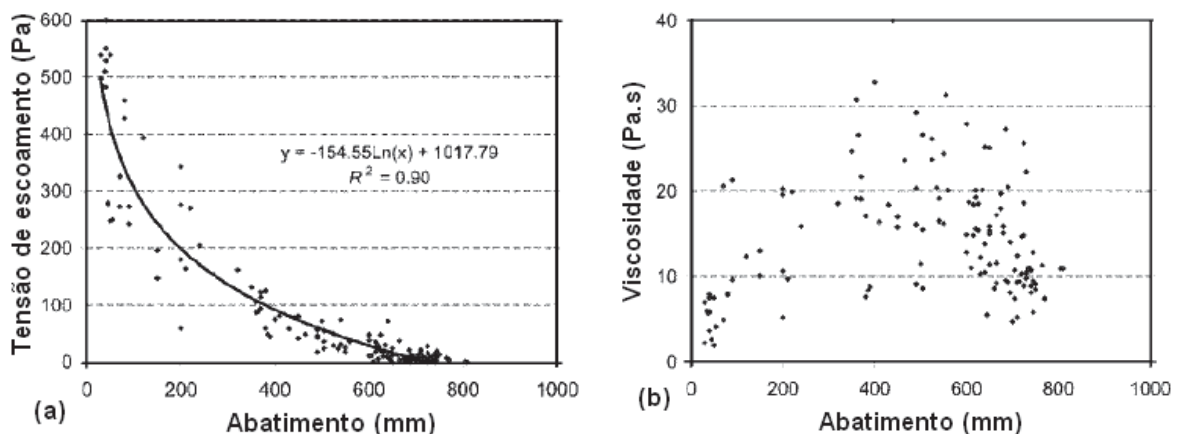 Tensão de escoamento (Pa)
600
500
400
300
200
100
0
y = -154.55Ln(x) + 1017.79
R² = 0.90
0 200 400 600 800 1000
(a)
Abatimento (mm)
Viscosidade (Pa.s)
40
30
20
10
0
0 200 400 600 800 1000
(b)
Abatimento (mm)